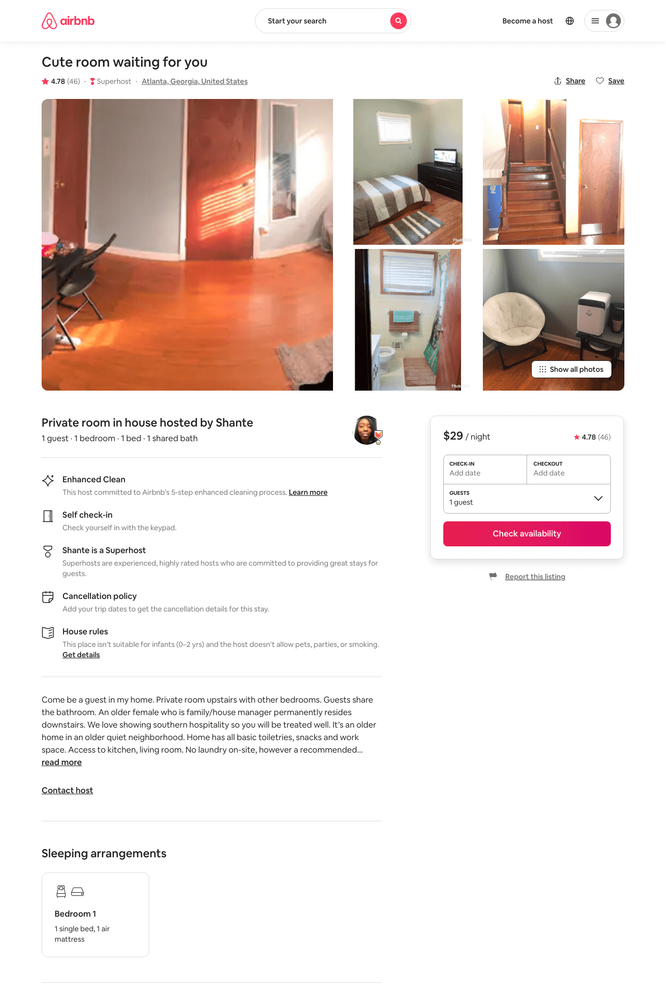 airbnb
Start your search
Become a host
Cute room waiting for you
4.78 (46) · Superhost · Atlanta, Georgia, United States
Share Save
Show all photos
Private room in house hosted by Shante
1 guest · 1 bedroom · 1 bed · 1 shared bath
$29 / night
4.78 (46)
CHECK-IN
Add date
CHECKOUT
Add date
GUESTS
1 guest
Check availability
Report this listing
Enhanced Clean
This host committed to Airbnb's 5-step enhanced cleaning process. Learn more
Self check-in
Check yourself in with the keypad.
Shante is a Superhost
Superhosts are experienced, highly rated hosts who are committed to providing great stays for
guests.
Cancellation policy
Add your trip dates to get the cancellation details for this stay.
House rules
This place isn’t suitable for infants (0–2 yrs) and the host doesn’t allow pets, parties, or smoking.
Get details
Come be a guest in my home. Private room upstairs with other bedrooms. Guests share
the bathroom. An older female who is family/house manager permanently resides
downstairs. We love showing southern hospitality so you will be treated well. It’s an older
home in an older quiet neighborhood. Home has all basic toiletries, snacks and work
space. Access to kitchen, living room. No laundry on-site, however a recommended…
read more
Contact host
Sleeping arrangements
Bedroom 1
1 single bed, 1 air
mattress